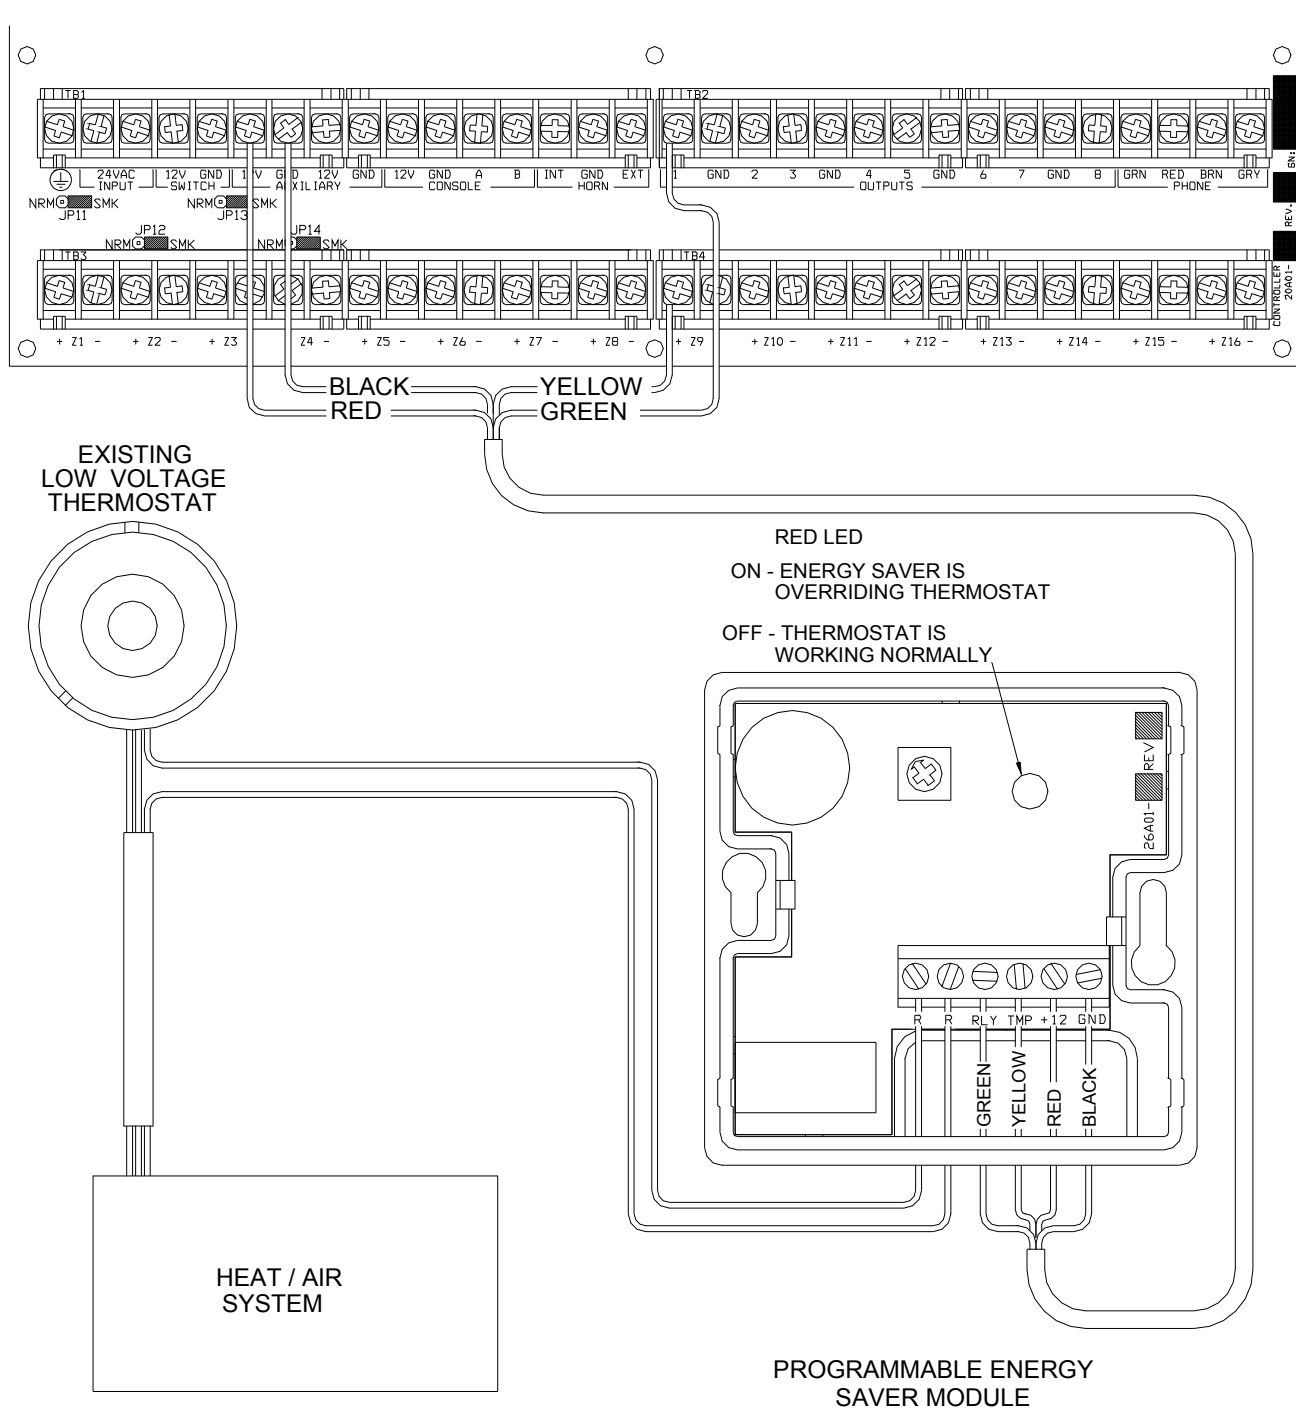 TB1 TB2
24VAC 12V GND 12V GND 12V GND 12V GND A B INT GND EXT 1 GND 2 3 GND 4 5 GND 6 7 GND 8 GRN RED BRN GRY
INPUT SWITCH AUXILIARY CONSOLE HORN OUTPUTS PHONE
SN:
REV.
NRM SMK NRM SMK
JP11 JP13
JP12 JP14
NRM SMK NRM SMK
TB3 TB4
CONTROLLER
20A01-
+ Z1 - + Z2 - + Z3 Z4 - + Z5 - + Z6 - + Z7 - + Z8 - + Z9 + Z10 - + Z11 - + Z12 - + Z13 - + Z14 - + Z15 - + Z16 -
BLACK YELLOW
RED GREEN
EXISTING
LOW VOLTAGE
THERMOSTAT
RED LED
ON - ENERGY SAVER IS
OVERRIDING THERMOSTAT
OFF - THERMOSTAT IS
WORKING NORMALLY
REV
26A01-
R R RLY TMP +12 GND
GREEN
YELLOW
RED
BLACK
HEAT / AIR
SYSTEM
PROGRAMMABLE ENERGY
SAVER MODULE